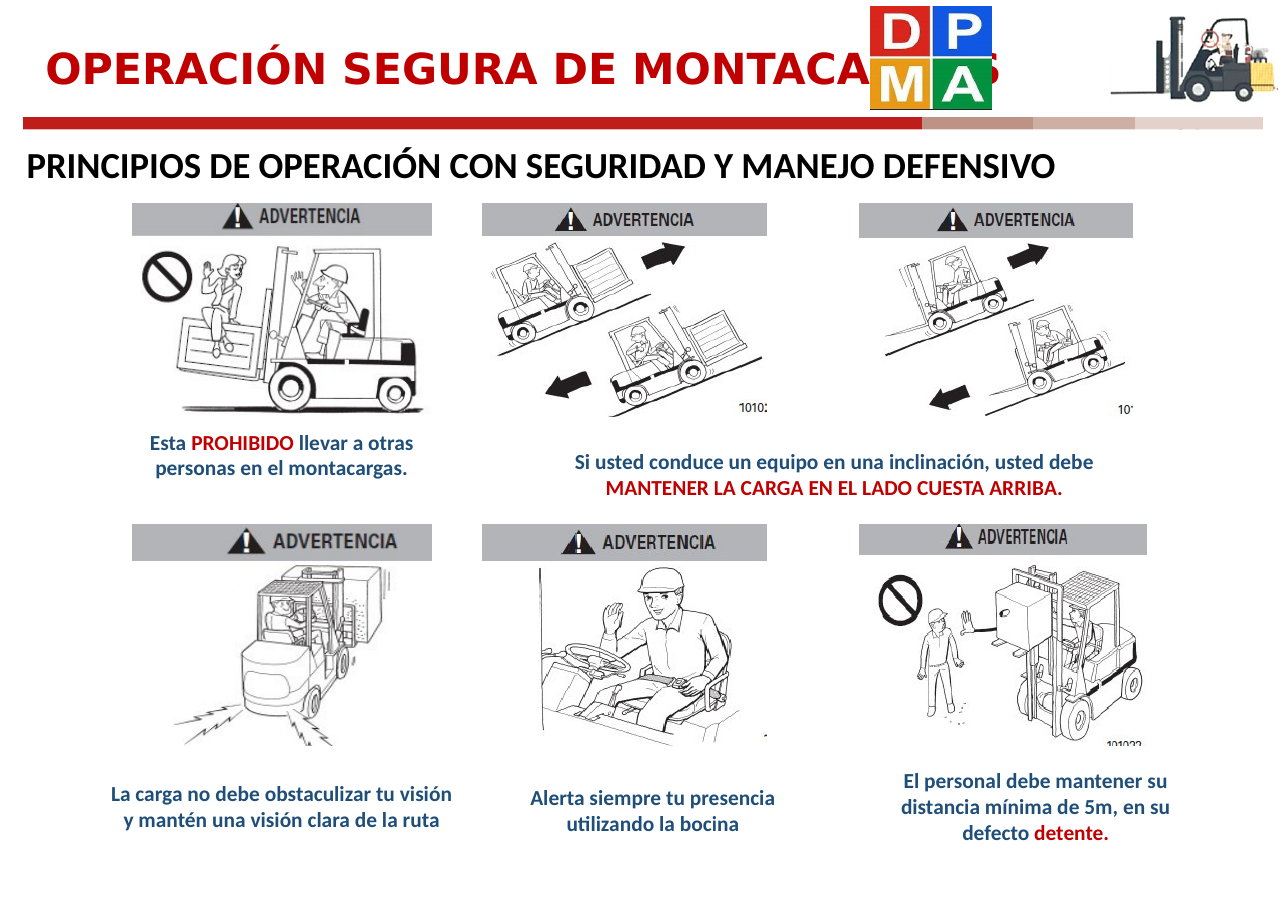 OPERACIÓN SEGURA DE MONTACA S
D P
M A
PRINCIPIOS DE OPERACIÓN CON SEGURIDAD Y MANEJO DEFENSIVO
ADVERTENCIA
ADVERTENCIA
ADVERTENCIA
Esta PROHIBIDO llevar a otras
personas en el montacargas.
Si usted conduce un equipo en una inclinación, usted debe
MANTENER LA CARGA EN EL LADO CUESTA ARRIBA.
ADVERTENCIA
ADVERTENCIA
ADVERTENCIA
La carga no debe obstaculizar tu visión
y mantén una visión clara de la ruta
Alerta siempre tu presencia
utilizando la bocina
El personal debe mantener su
distancia mínima de 5m, en su
defecto detente.